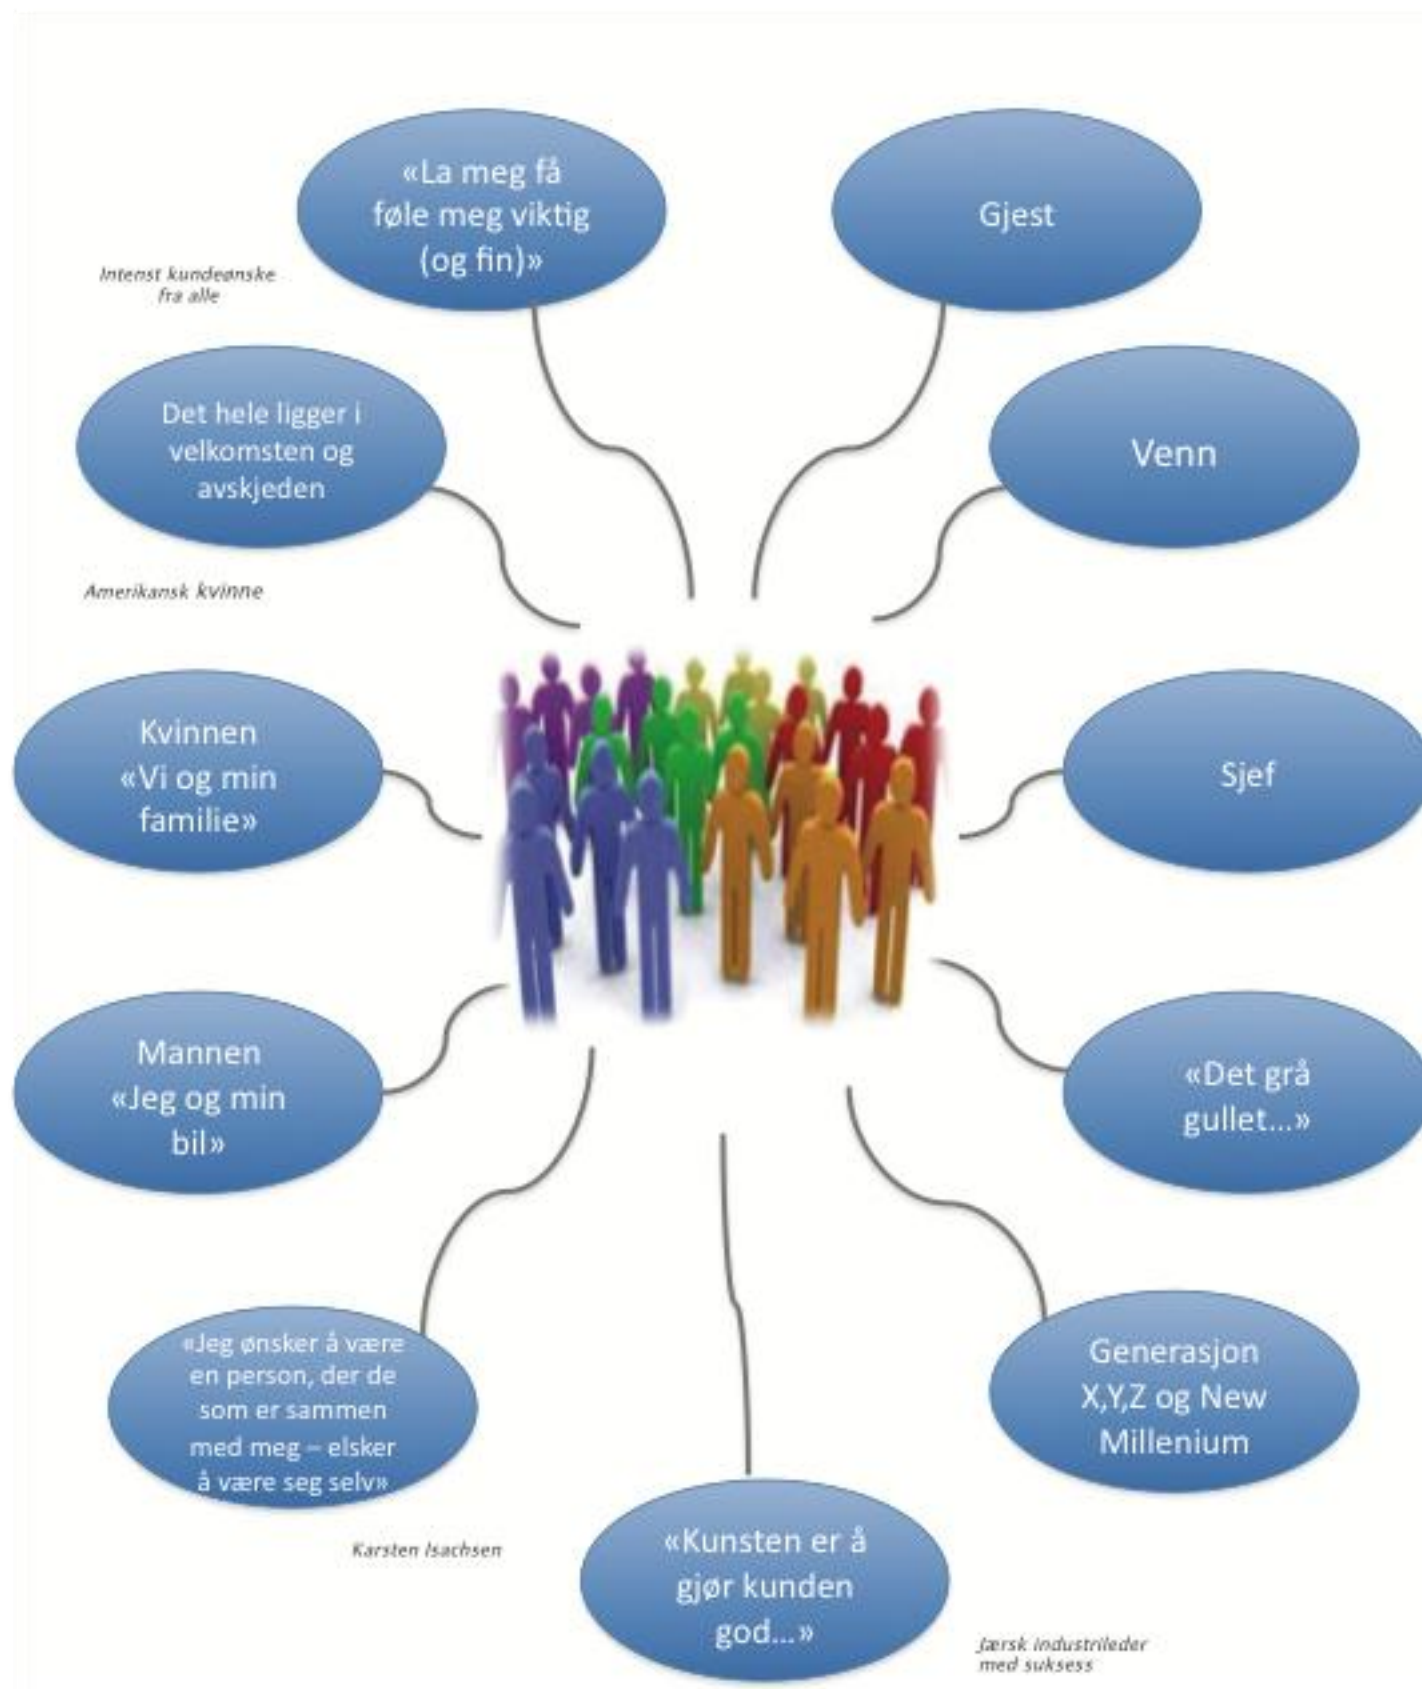 «La meg få
føle meg viktig
(og fin)»
Gjest
Intenst kundeønske
fra alle
Det hele ligger i
velkomsten og
avskjeden
Venn
Amerikansk kvinne
Kvinnen
«Vi og min
familie»
Sjef
Mannen
«Jeg og min
bil»
«Det grå
gullet...»
«Jeg ønsker å være
en person, der de
som er sammen
med meg – elsker
å være seg selv»
Generasjon
X,Y,Z og New
Millenium
Karsten Isachsen
«Kunsten er å
gjør kunden
god...»
Jærsk industrileder
med suksess